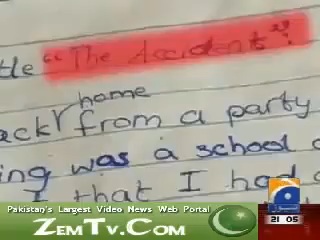 tle "The Accident":
home
ack from a party
ing was a school
I that I had
Pakistan's Largest Video News Web Portal
ZEMTV.COM
21 05